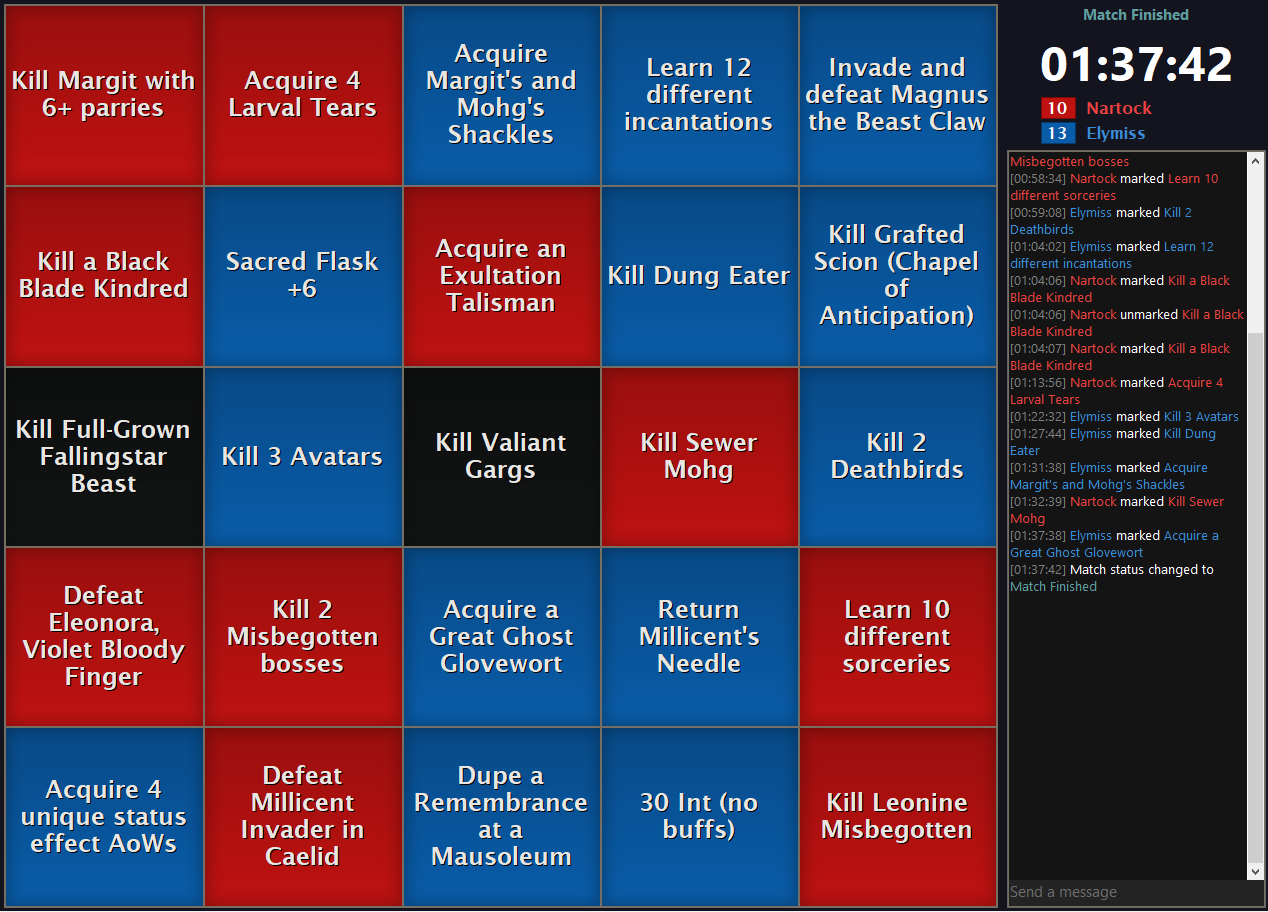 Kill Margit with
6+ parries
Acquire 4
Larval Tears
Acquire
Margit's and
Mohg's
Shackles
Learn 12
different
incantations
Invade and
defeat Magnus
the Beast Claw
Kill a Black
Blade Kindred
Sacred Flask
+6
Acquire an
Exultation
Talisman
Kill Dung Eater
Kill Grafted
Scion (Chapel
of
Anticipation)
Kill Full-Grown
Fallingstar
Beast
Kill 3 Avatars
Kill Valiant
Gargs
Kill Sewer
Mohg
Kill 2
Deathbirds
Defeat
Eleonora,
Violet Bloody
Finger
Kill 2
Misbegotten
bosses
Acquire a
Great Ghost
Glovewort
Return
Millicent's
Needle
Learn 10
different
sorceries
Acquire 4
unique status
effect AoWs
Defeat
Millicent
Invader in
Caelid
Dupe a
Remembrance
at a
Mausoleum
30 Int (no
buffs)
Kill Leonine
Misbegotten
Match Finished
01:37:42
10 Nartock
13 Elymiss
Misbegotten bosses
[00:58:34] Nartock marked Learn 10
different sorceries
[00:59:08] Elymiss marked Kill 2
Deathbirds
[01:04:02] Elymiss marked Learn 12
different incantations
[01:04:06] Nartock marked Kill a Black
Blade Kindred
[01:04:06] Nartock unmarked Kill a Black
Blade Kindred
[01:04:07] Nartock marked Kill a Black
Blade Kindred
[01:13:56] Nartock marked Acquire 4
Larval Tears
[01:22:32] Elymiss marked Kill 3 Avatars
[01:27:44] Elymiss marked Kill Dung
Eater
[01:31:38] Elymiss marked Acquire
Margit's and Mohg's Shackles
[01:32:39] Nartock marked Kill Sewer
Mohg
[01:37:38] Elymiss marked Acquire a
Great Ghost Glovewort
[01:37:42] Match status changed to
Match Finished
Send a message